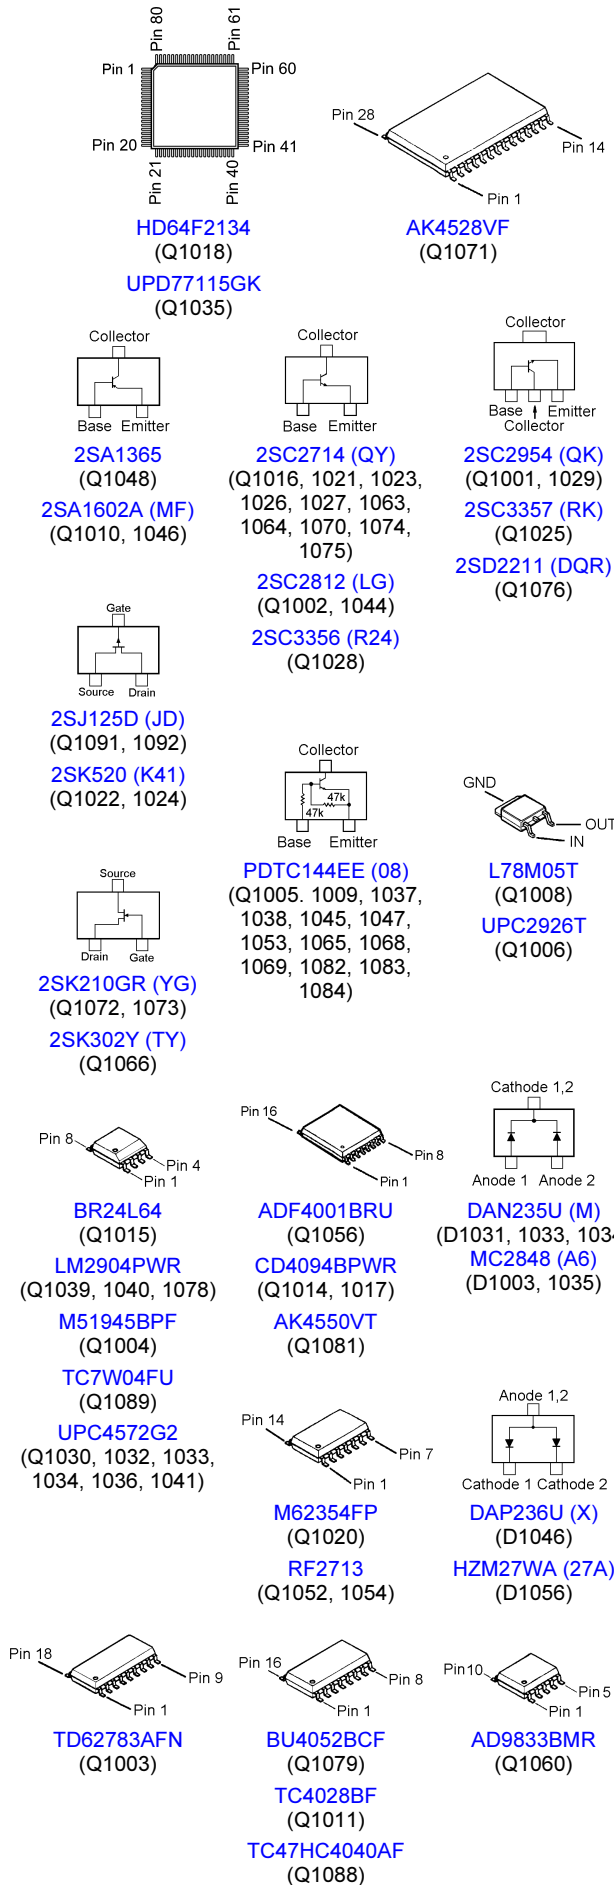 Pin 80
Pin 61
Pin 1
Pin 60
Pin 20
Pin 41
Pin 21
Pin 40
HD64F2134
(Q1018)
UPD77115GK
(Q1035)
Pin 28
Pin 14
Pin 1
AK4528VF
(Q1071)
Collector
Base Emitter
2SA1365
(Q1048)
2SA1602A (MF)
(Q1010, 1046)
Collector
Base Emitter
2SC2714 (QY)
(Q1016, 1021, 1023,
1026, 1027, 1063,
1064, 1070, 1074,
1075)
2SC2812 (LG)
(Q1002, 1044)
2SC3356 (R24)
(Q1028)
Collector
Base Emitter
Collector
2SC2954 (QK)
(Q1001, 1029)
2SC3357 (RK)
(Q1025)
2SD2211 (DQR)
(Q1076)
Gate
Source Drain
2SJ125D (JD)
(Q1091, 1092)
2SK520 (K41)
(Q1022, 1024)
Collector
47k
47k
Base Emitter
PDTC144EE (08)
(Q1005. 1009, 1037,
1038, 1045, 1047,
1053, 1065, 1068,
1069, 1082, 1083,
1084)
GND
OUT
IN
L78M05T
(Q1008)
UPC2926T
(Q1006)
Source
Drain Gate
2SK210GR (YG)
(Q1072, 1073)
2SK302Y (TY)
(Q1066)
Pin 8
Pin 4
Pin 1
BR24L64
(Q1015)
LM2904PWR
(Q1039, 1040, 1078)
M51945BPF
(Q1004)
TC7W04FU
(Q1089)
UPC4572G2
(Q1030, 1032, 1033,
1034, 1036, 1041)
Pin 16
Pin 8
Pin 1
ADF4001BRU
(Q1056)
CD4094BPWR
(Q1014, 1017)
AK4550VT
(Q1081)
Cathode 1,2
Anode 1 Anode 2
DAN235U (M)
(D1031, 1033, 1034
MC2848 (A6)
(D1003, 1035)
Pin 14
Pin 7
Pin 1
M62354FP
(Q1020)
RF2713
(Q1052, 1054)
Anode 1,2
Cathode 1 Cathode 2
DAP236U (X)
(D1046)
HZM27WA (27A)
(D1056)
Pin 18
Pin 9
Pin 1
TD62783AFN
(Q1003)
Pin 16
Pin 8
Pin 1
BU4052BCF
(Q1079)
TC4028BF
(Q1011)
TC47HC4040AF
(Q1088)
Pin10
Pin 5
Pin 1
AD9833BMR
(Q1060)